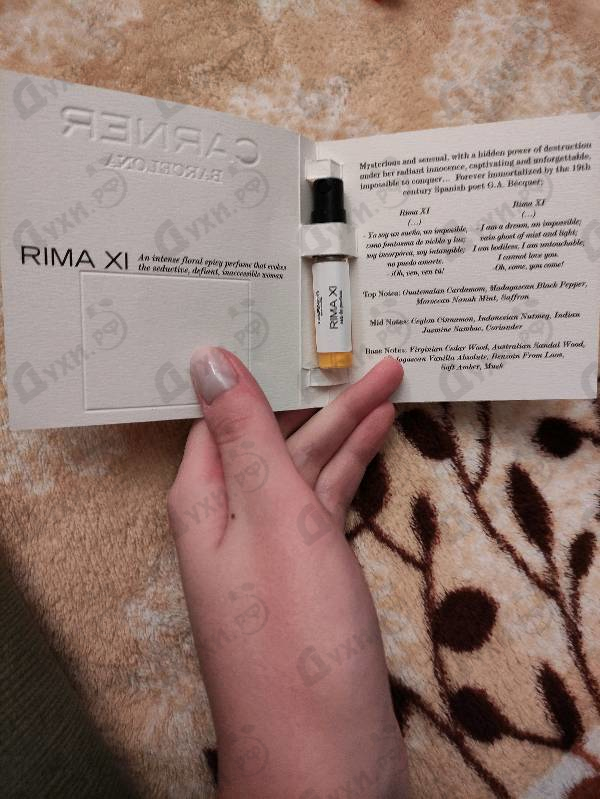 CARNER
BARCELONA
RIMA XI
An intense floral spicy perfume that evokes
the seductive, defiant, inaccessible woman
RIMA XI
eau de parfum
Mysterious and sensual, with a hidden power of destruction
under her radiant innocence, captivating and unforgettable,
impossible to conquer... Forever immortalized by the 19th
century Spanish poet G.A. Bécquer;
Rima XI
(...)
- Yo soy un sueño, un imposible,
vano fantasma de niebla y luz;
soy incorpórea, soy intangible;
no puedo amarte.
- ¡Oh, ven, ven tú!
Rima XI
(...)
- I am a dream, an impossible;
vain ghost of mist and light;
I am bodiless, I am untouchable;
I cannot love you.
- Oh, come, you come!
Top Notes: Guatemalan Cardamom, Madagascan Black Pepper,
Moroccan Nanah Mint, Saffron
Mid Notes: Ceylon Cinnamon, Indonesian Nutmeg, Indian
Jasmine Sambac, Coriander
Base Notes: Virginian Cedar Wood, Australian Sandal Wood,
Vanilla Absolute, Benzoin From Laos,
Soft Amber, Musk
Духи.рф